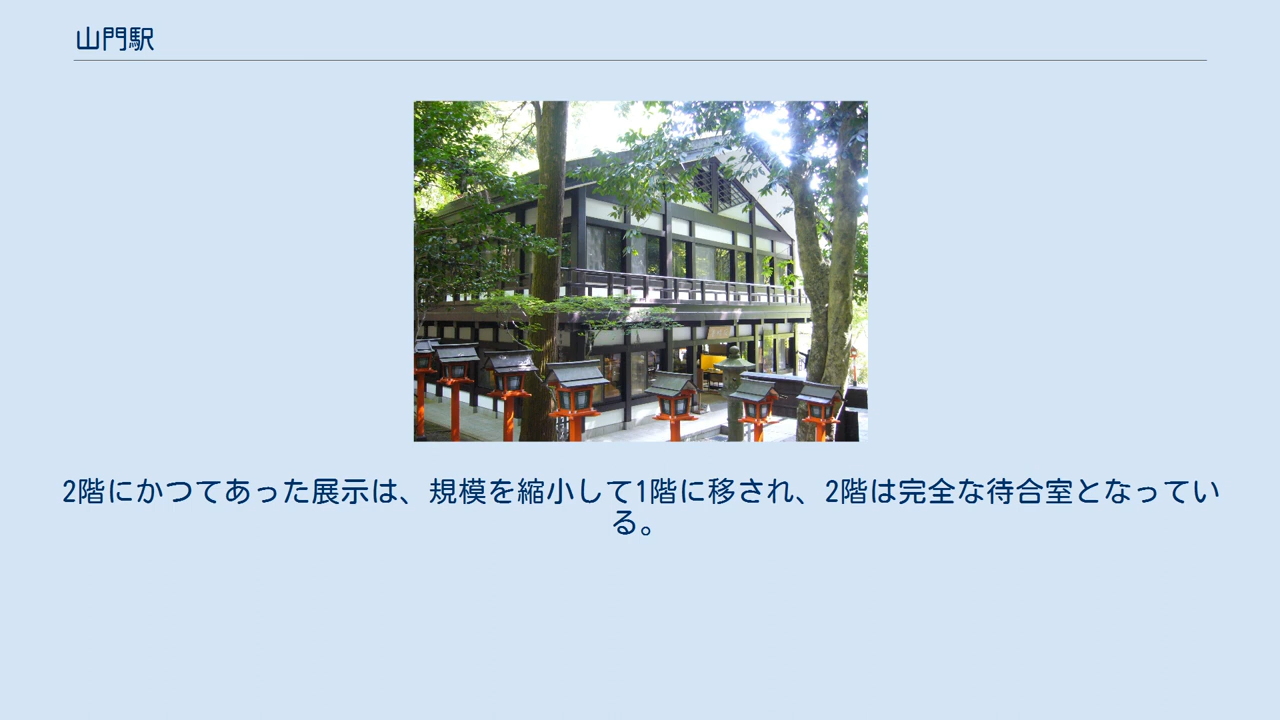 山門駅
2階にかつてあった展示は、規模を縮小して1階に移され、2階は完全な待合室となってい
る。